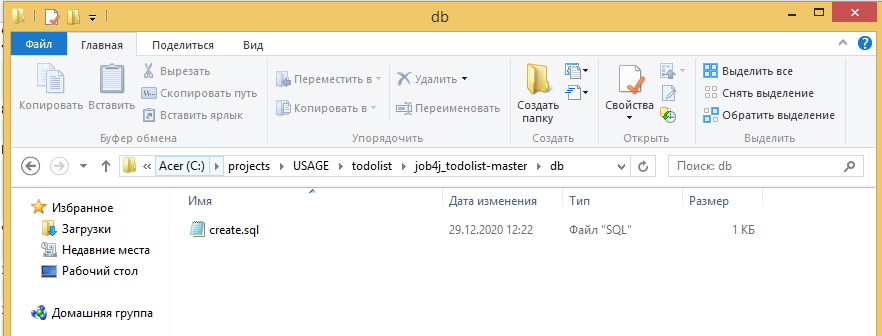 db
Файл Главная Поделиться Вид
Копировать
Вставить
Вырезать
Скопировать путь
Вставить ярлык
Буфер обмена
Переместить в
Копировать в
Удалить
Переименовать
Упорядочить
Создать
папку
Создать
Свойства
Открыть
Выделить все
Снять выделение
Обратить выделение
Выделить
« Acer (C:) projects USAGE todolist job4j_todolist-master db
Поиск: db
Избранное
Загрузки
Недавние места
Рабочий стол
Домашняя группа
Имя Дата изменения Тип Размер
create.sql 29.12.2020 12:22 Файл "SQL" 1 КБ